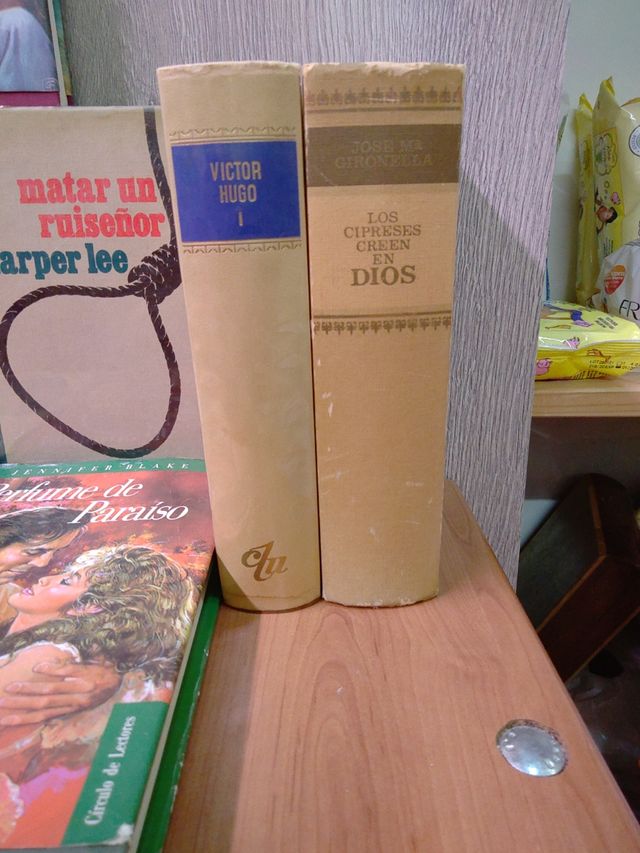 matar un
ruiseñor
arper lee
VICTOR
HUGO
I
JOSE Mª
GIRONELLA
LOS
CIPRESES
CREEN
EN
DIOS
JENNIFER BLAKE
Perfume de
Paraíso
Círculo de Lectores